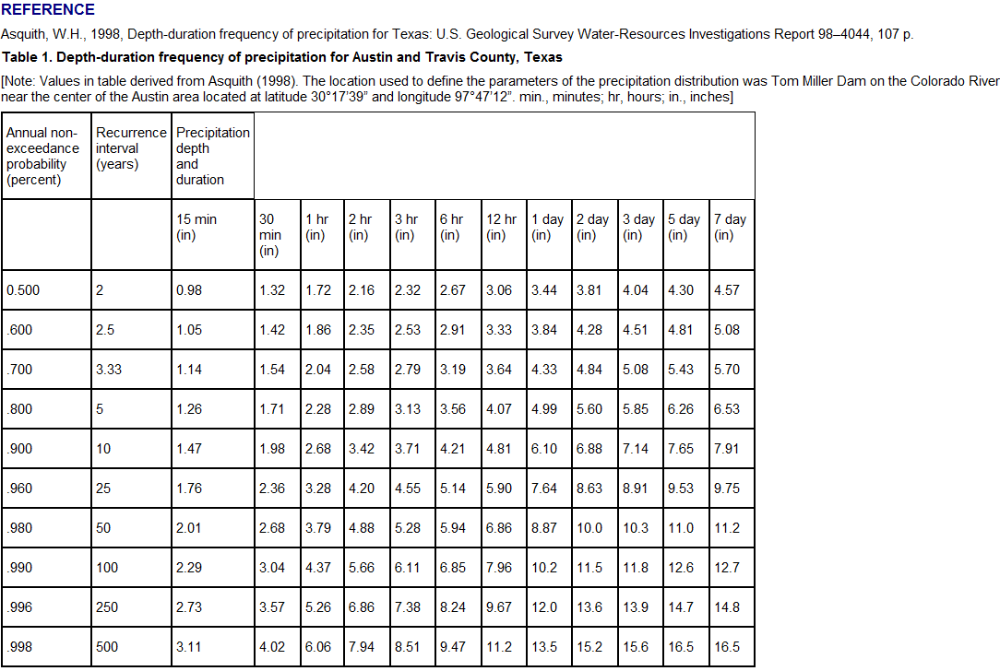 REFERENCE
Asquith, W.H., 1998, Depth-duration frequency of precipitation for Texas: U.S. Geological Survey Water-Resources Investigations Report 98–4044, 107 p.
Table 1. Depth-duration frequency of precipitation for Austin and Travis County, Texas
[Note: Values in table derived from Asquith (1998). The location used to define the parameters of the precipitation distribution was Tom Miller Dam on the Colorado River
near the center of the Austin area located at latitude 30°17'39” and longitude 97°47'12”. min., minutes; hr, hours; in., inches]
Annual non-exceedance probability (percent) Recurrence interval (years) Precipitation depth and duration
15 min (in) 30 min (in) 1 hr (in) 2 hr (in) 3 hr (in) 6 hr (in) 12 hr (in) 1 day (in) 2 day (in) 3 day (in) 5 day (in) 7 day (in)
0.500 2 0.98 1.32 1.72 2.16 2.32 2.67 3.06 3.44 3.81 4.04 4.30 4.57
.600 2.5 1.05 1.42 1.86 2.35 2.53 2.91 3.33 3.84 4.28 4.51 4.81 5.08
.700 3.33 1.14 1.54 2.04 2.58 2.79 3.19 3.64 4.33 4.84 5.08 5.43 5.70
.800 5 1.26 1.71 2.28 2.89 3.13 3.56 4.07 4.99 5.60 5.85 6.26 6.53
.900 10 1.47 1.98 2.68 3.42 3.71 4.21 4.81 6.10 6.88 7.14 7.65 7.91
.960 25 1.76 2.36 3.28 4.20 4.55 5.14 5.90 7.64 8.63 8.91 9.53 9.75
.980 50 2.01 2.68 3.79 4.88 5.28 5.94 6.86 8.87 10.0 10.3 11.0 11.2
.990 100 2.29 3.04 4.37 5.66 6.11 6.85 7.96 10.2 11.5 11.8 12.6 12.7
.996 250 2.73 3.57 5.26 6.86 7.38 8.24 9.67 12.0 13.6 13.9 14.7 14.8
.998 500 3.11 4.02 6.06 7.94 8.51 9.47 11.2 13.5 15.2 15.6 16.5 16.5